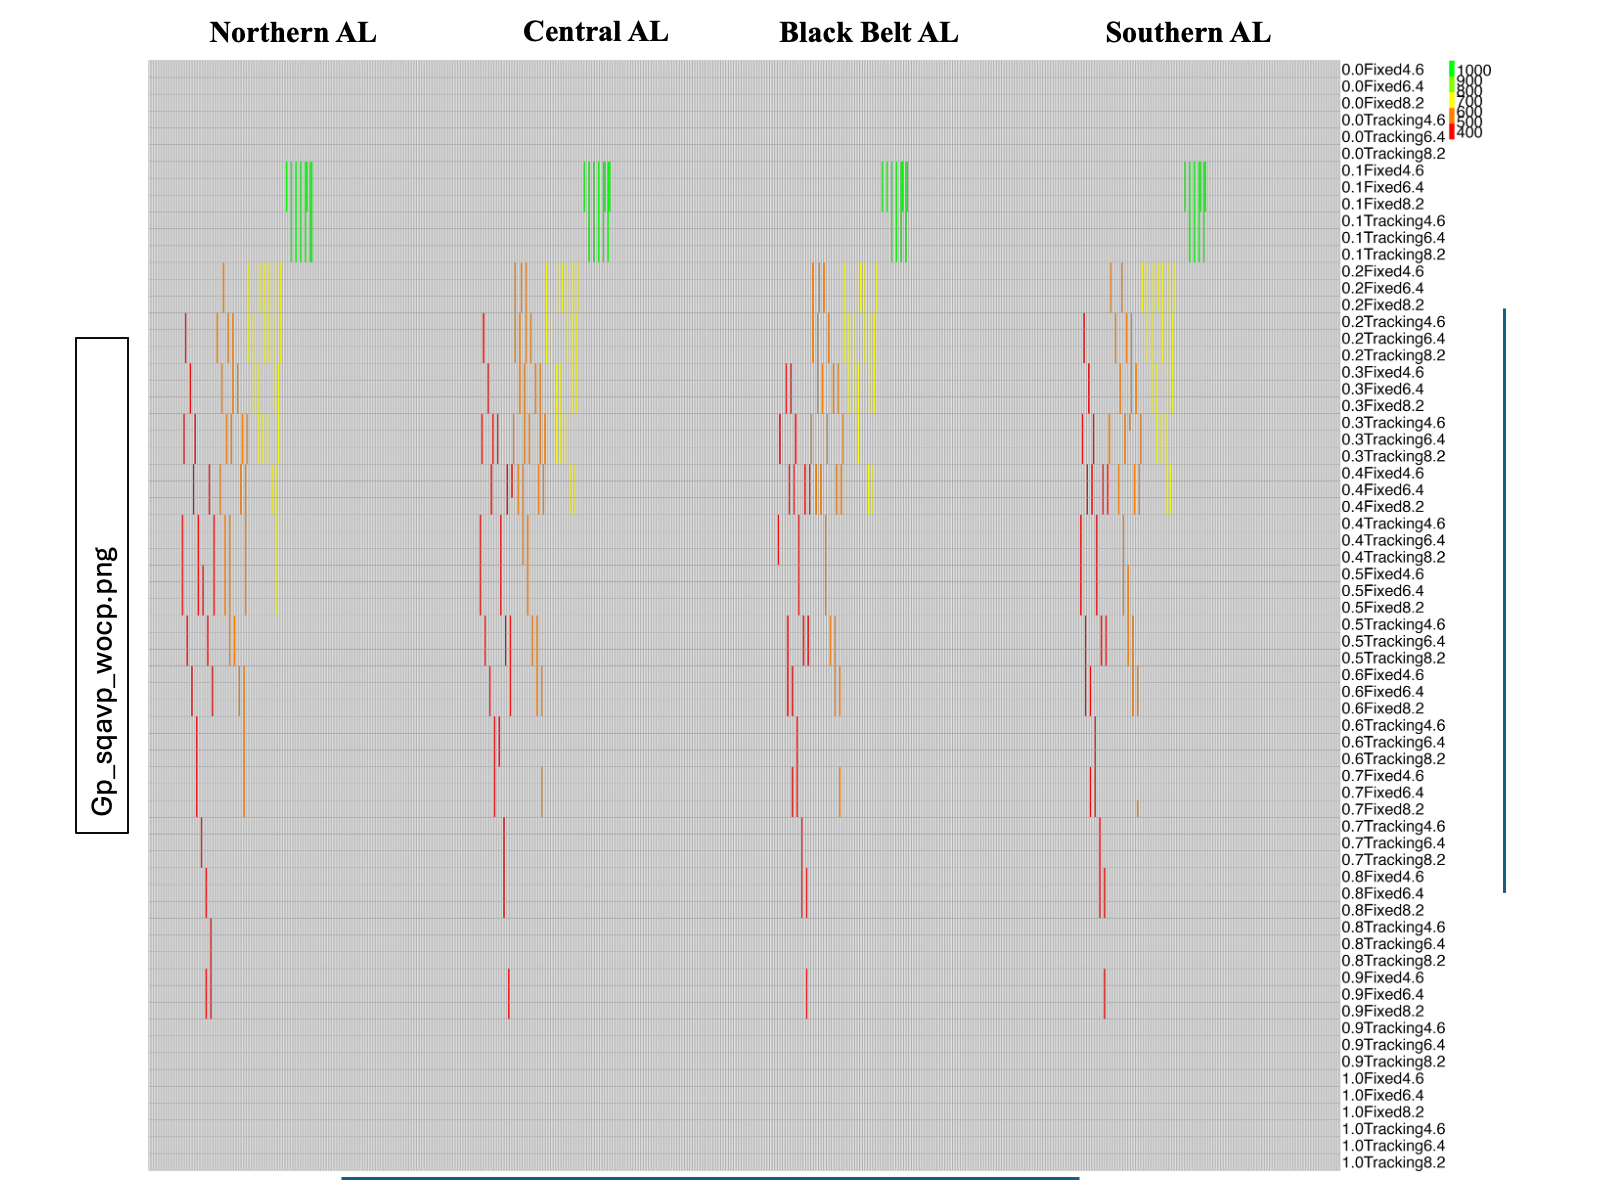 Northern AL
Central AL
Black Belt AL
Southern AL
0.0Fixed4.6
0.0Fixed6.4
0.0Fixed8.2
0.0Tracking4.6
0.0Tracking6.4
0.0Tracking8.2
0.1Fixed4.6
0.1Fixed6.4
0.1Fixed8.2
0.1Tracking4.6
0.1Tracking6.4
0.1Tracking8.2
0.2Fixed4.6
0.2Fixed6.4
0.2Fixed8.2
0.2Tracking4.6
0.2Tracking6.4
0.2Tracking8.2
0.3Fixed4.6
0.3Fixed6.4
0.3Fixed8.2
0.3Tracking4.6
0.3Tracking6.4
0.3Tracking8.2
0.4Fixed4.6
0.4Fixed6.4
0.4Fixed8.2
0.4Tracking4.6
0.4Tracking6.4
0.4Tracking8.2
0.5Fixed4.6
0.5Fixed6.4
0.5Fixed8.2
0.5Tracking4.6
0.5Tracking6.4
0.5Tracking8.2
0.6Fixed4.6
0.6Fixed6.4
0.6Fixed8.2
0.6Tracking4.6
0.6Tracking6.4
0.6Tracking8.2
0.7Fixed4.6
0.7Fixed6.4
0.7Fixed8.2
0.7Tracking4.6
0.7Tracking6.4
0.7Tracking8.2
0.8Fixed4.6
0.8Fixed6.4
0.8Fixed8.2
0.8Tracking4.6
0.8Tracking6.4
0.8Tracking8.2
0.9Fixed4.6
0.9Fixed6.4
0.9Fixed8.2
0.9Tracking4.6
0.9Tracking6.4
0.9Tracking8.2
1.0Fixed4.6
1.0Fixed6.4
1.0Fixed8.2
1.0Tracking4.6
1.0Tracking6.4
1.0Tracking8.2
1000
900
800
700
600
500
400
Gp_sqavp_wocp.png